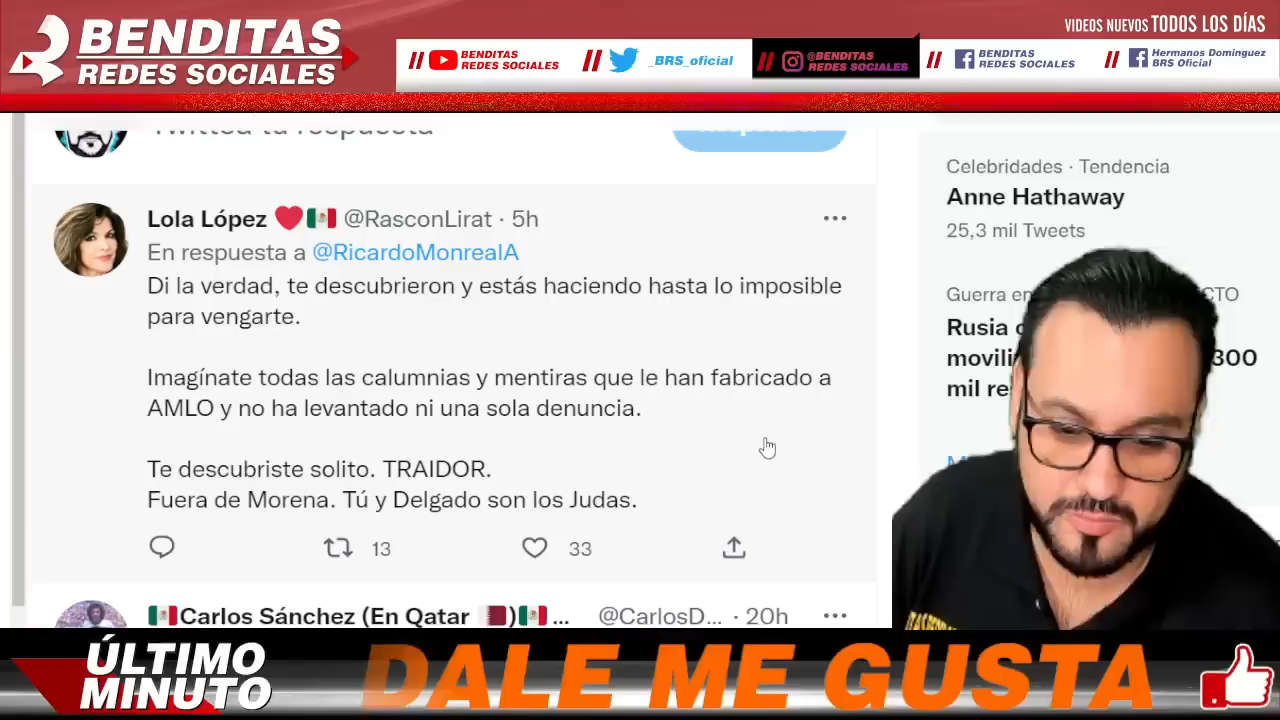 BENDITAS
REDES SOCIALES
VIDEOS NUEVOS TODOS LOS DÍAS
// BENDITAS
REDES SOCIALES
// _BRS_oficial
// @BENDITAS
REDES SOCIALES
// BENDITAS
REDES SOCIALES
// Hermanos Dominguez
BRS Oficial
Twittea tu respuesta
Responder
Lola López ❤️🇲🇽 @RasconLirat · 5h
En respuesta a @RicardoMonrealA
Di la verdad, te descubrieron y estás haciendo hasta lo imposible
para vengarte.
Imagínate todas las calumnias y mentiras que le han fabricado a
AMLO y no ha levantado ni una sola denuncia.
Te descubriste solito. TRAIDOR.
Fuera de Morena. Tú y Delgado son los Judas.
13
33
🇲🇽Carlos Sánchez (En Qatar 🇶🇦)🇲🇽... @CarlosD... · 20h
Celebridades · Tendencia
Anne Hathaway
25,3 mil Tweets
Guerra en
Rusia
movili 300
mil re
ÚLTIMO
MINUTO
DALE ME GUSTA